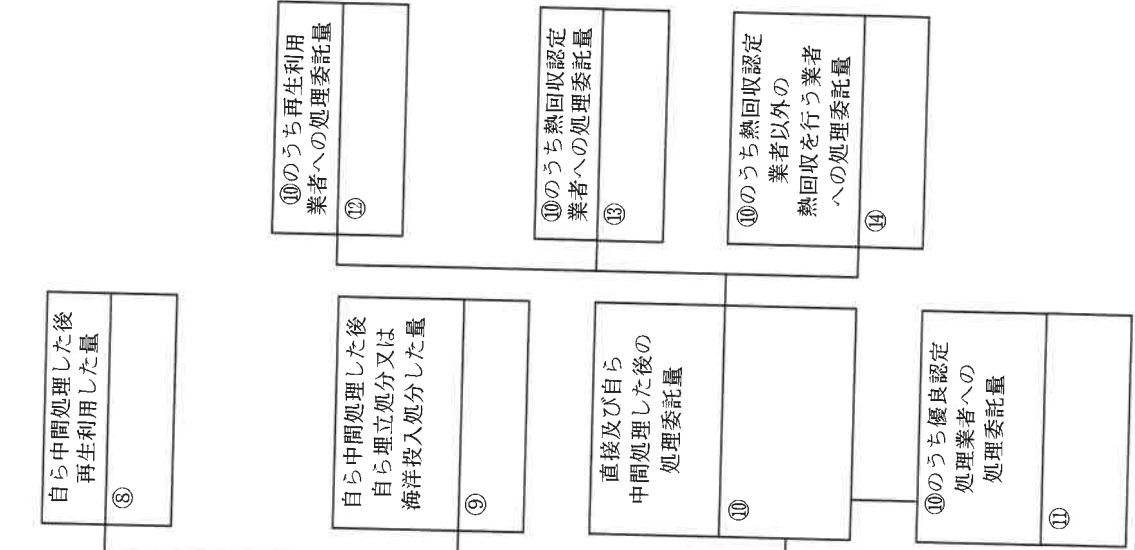 自ら中間処理した後
再生利用した量
⑧
自ら中間処理した後
自ら埋立処分又は
海洋投入処分した量
⑨
直接及び自ら
中間処理した後の
処理委託量
⑩
⑩のうち優良認定
処理業者への
処理委託量
⑪
⑩のうち再生利用
業者への処理委託量
⑫
⑩のうち熱回収認定
業者への処理委託量
⑬
⑩のうち熱回収認定
業者以外の
熱回収を行う業者
への処理委託量
⑭